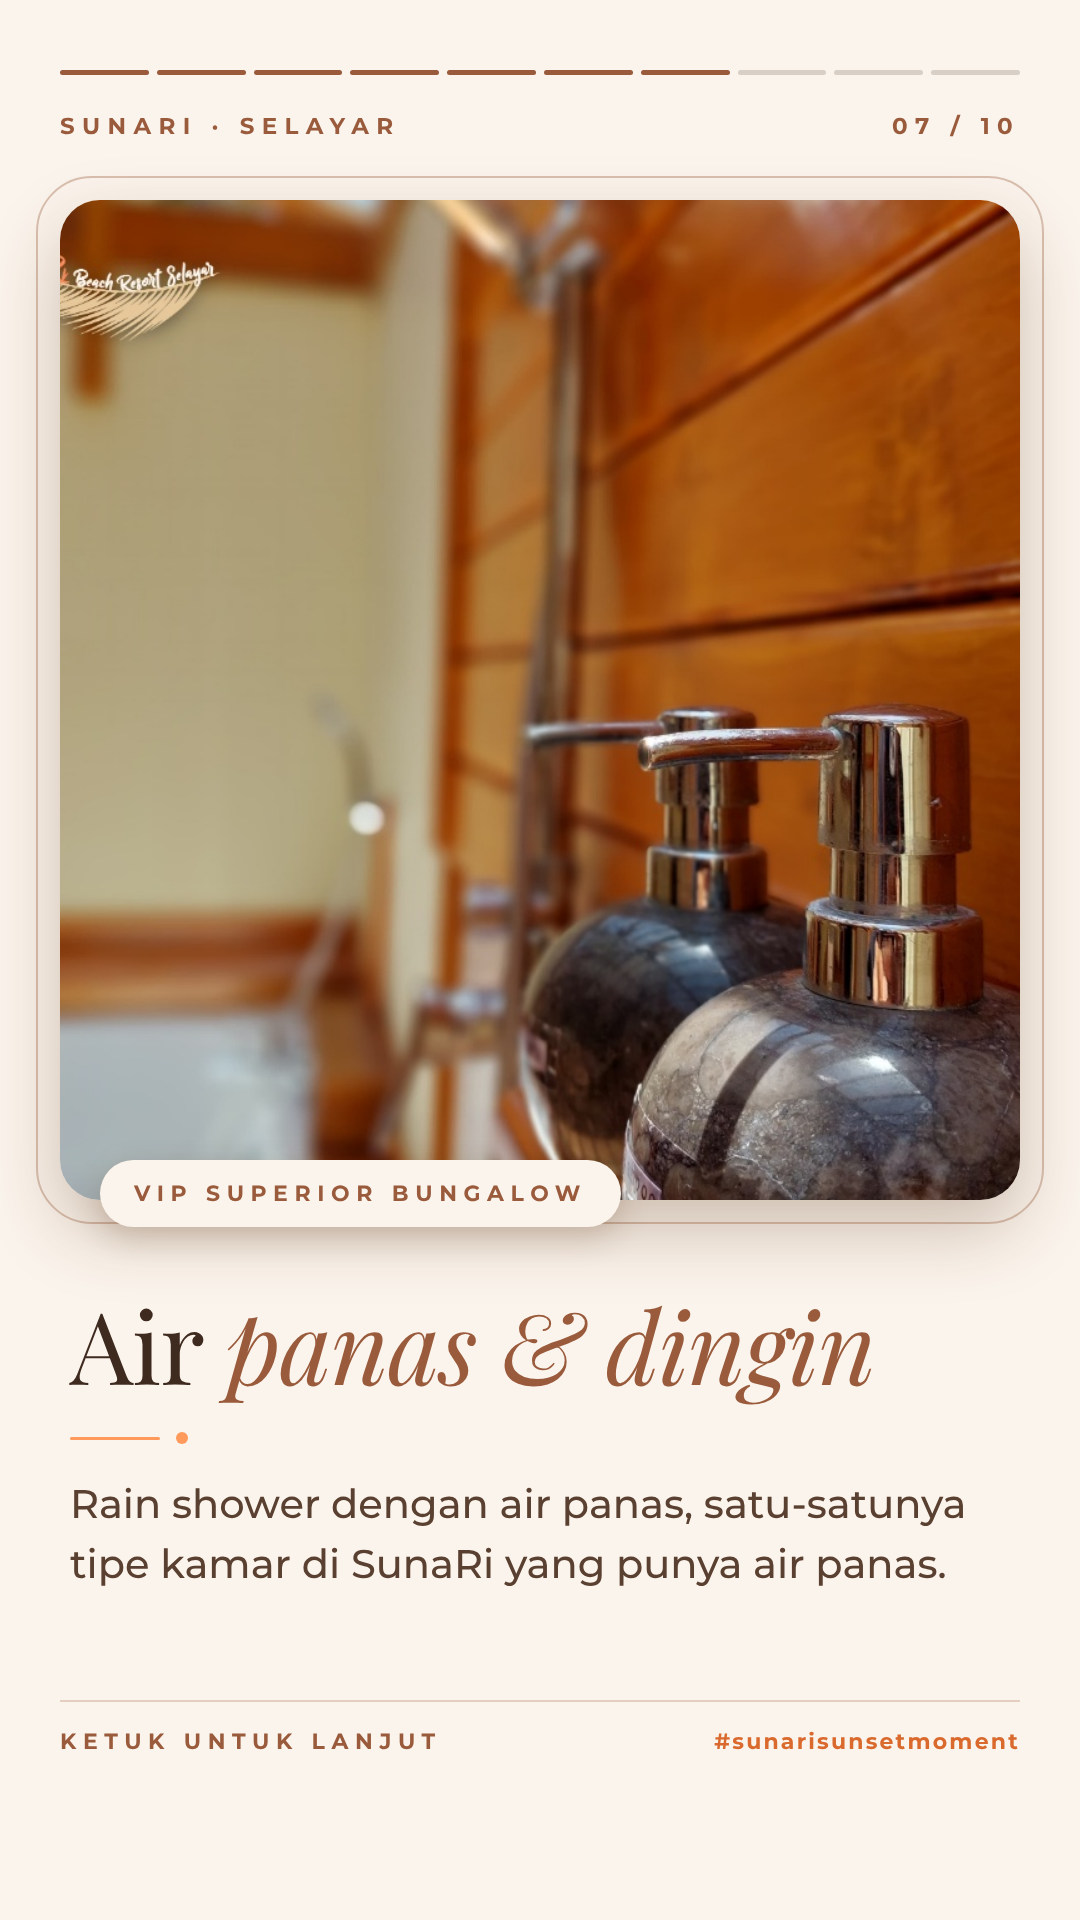 SUNARI · SELAYAR
07 / 10
Beach Resort Selayar
VIP SUPERIOR BUNGALOW
Air panas & dingin
Rain shower dengan air panas, satu-satunya
tipe kamar di SunaRi yang punya air panas.
KETUK UNTUK LANJUT
#sunarisunsetmoment